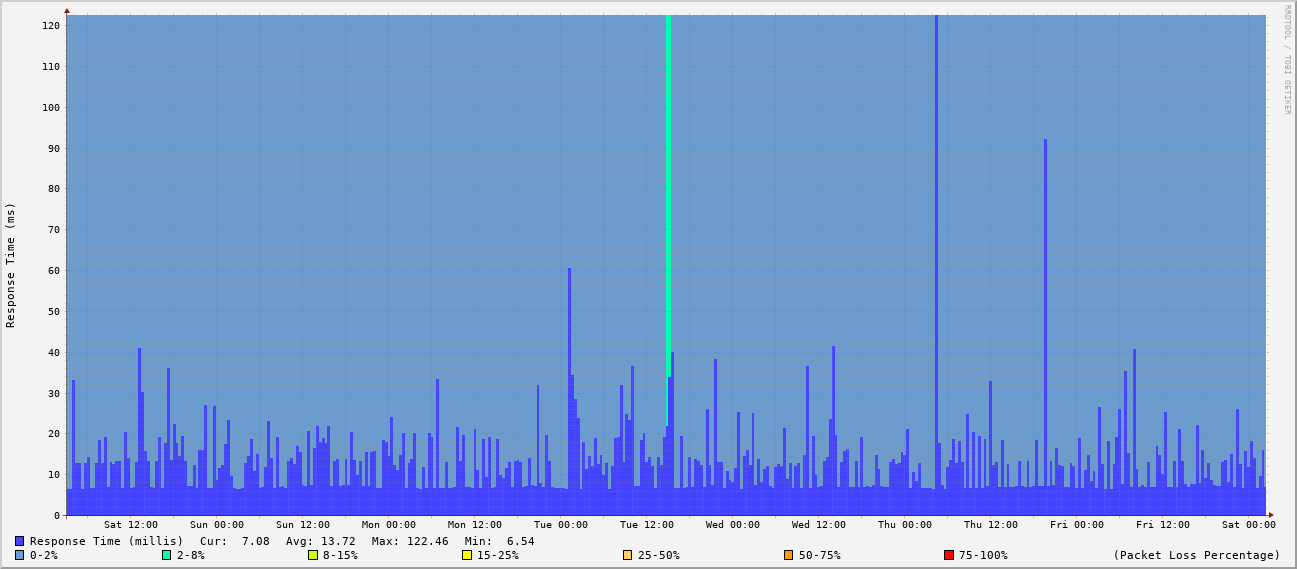 RRDTOOL / TOBI OETIKER
Response Time (ms)
120
110
100
90
80
70
60
50
40
30
20
10
0
Sat 12:00 Sun 00:00 Sun 12:00 Mon 00:00 Mon 12:00 Tue 00:00 Tue 12:00 Wed 00:00 Wed 12:00 Thu 00:00 Thu 12:00 Fri 00:00 Fri 12:00 Sat 00:00
Response Time (millis) Cur: 7.08 Avg: 13.72 Max: 122.46 Min: 6.54
0-2% 2-8% 8-15% 15-25% 25-50% 50-75% 75-100% (Packet Loss Percentage)